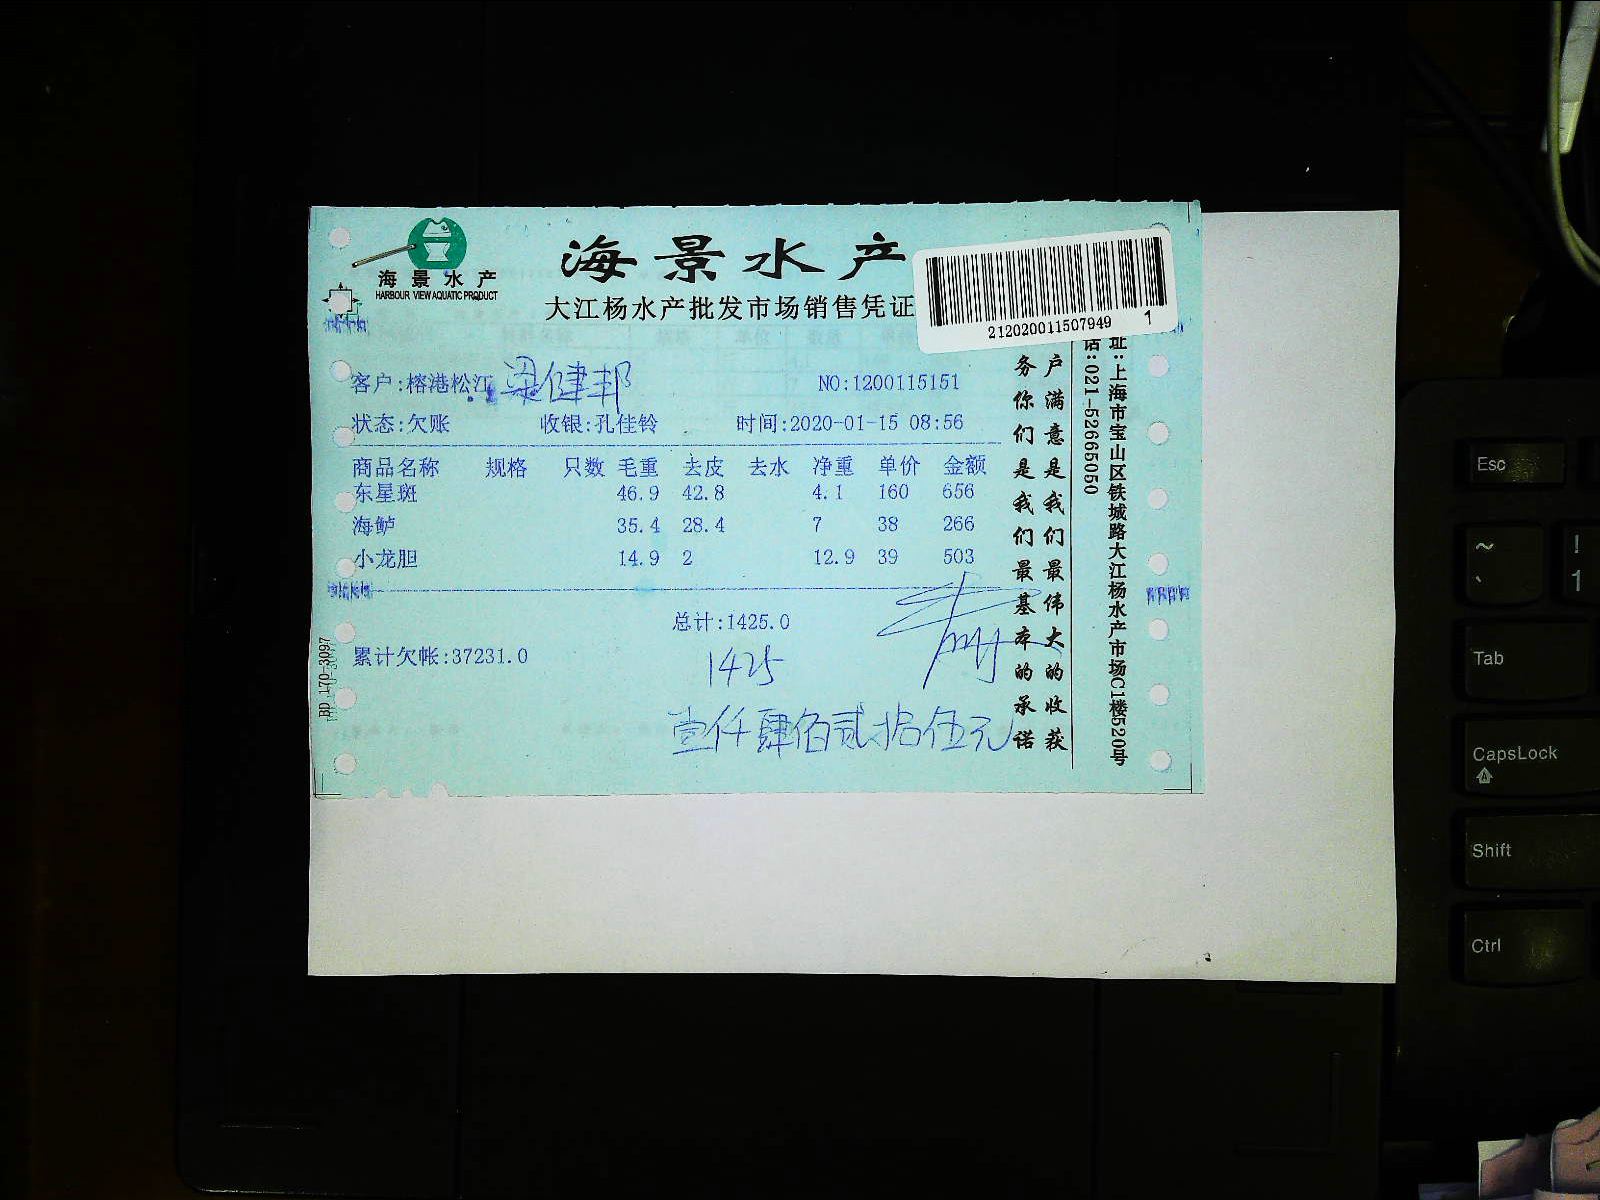 海景水产
HARBOUR VIEW AQUATIC PRODUCT
海景水产
大江杨水产批发市场销售凭证
212020011507949 1
客户:榕港松江 梁健邦
NO:1200115151
状态:欠账 收银:孔佳铃 时间:2020-01-15 08:56
商品名称 规格 只数 毛重 去皮 去水 净重 单价 金额
东星斑 46.9 42.8 4.1 160 656
海鲈 35.4 28.4 7 38 266
小龙胆 14.9 2 12.9 39 503
总计:1425.0
累计欠帐:37231.0
1425
壹仟肆佰贰拾伍元
BD 170-3097
户满意是我们最伟大的收获
务你们是我们最基本的承诺
址:上海市宝山区铁城路大江杨水产市场C1楼520号
话:021-52665050
Esc
~
`
!
1
Tab
CapsLock
Shift
Ctrl